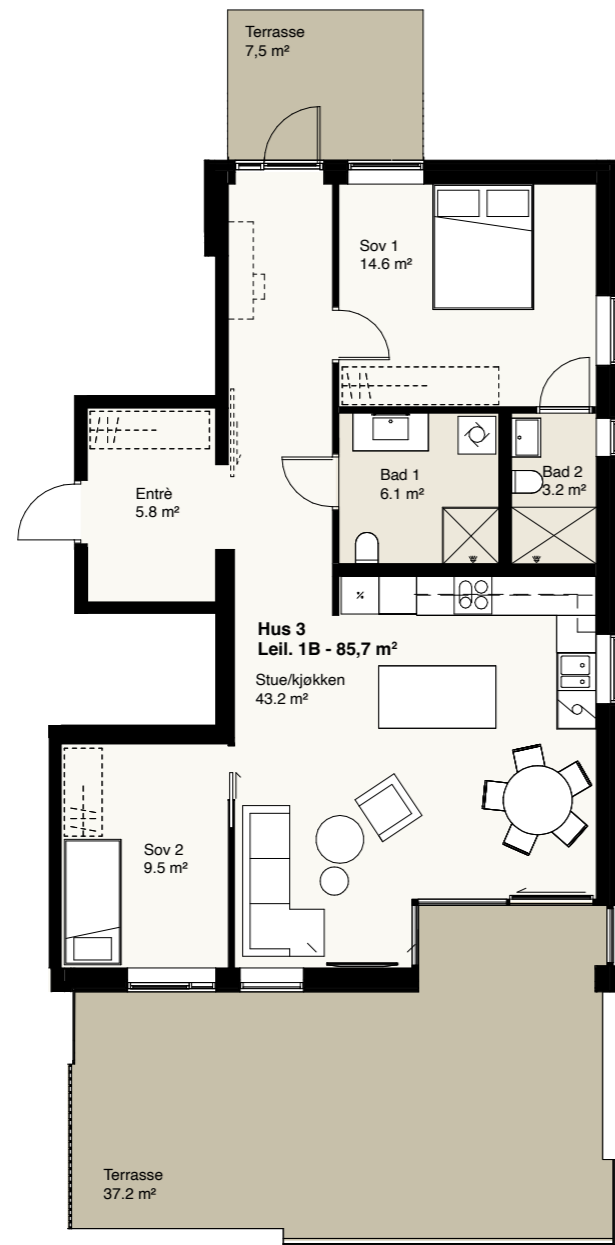 Terrasse
7,5 m²
Sov 1
14.6 m²
Bad 1
6.1 m²
Bad 2
3.2 m²
Entrè
5.8 m²
Hus 3
Leil. 1B - 85,7 m²
Stue/kjøkken
43.2 m²
Sov 2
9.5 m²
Terrasse
37.2 m²